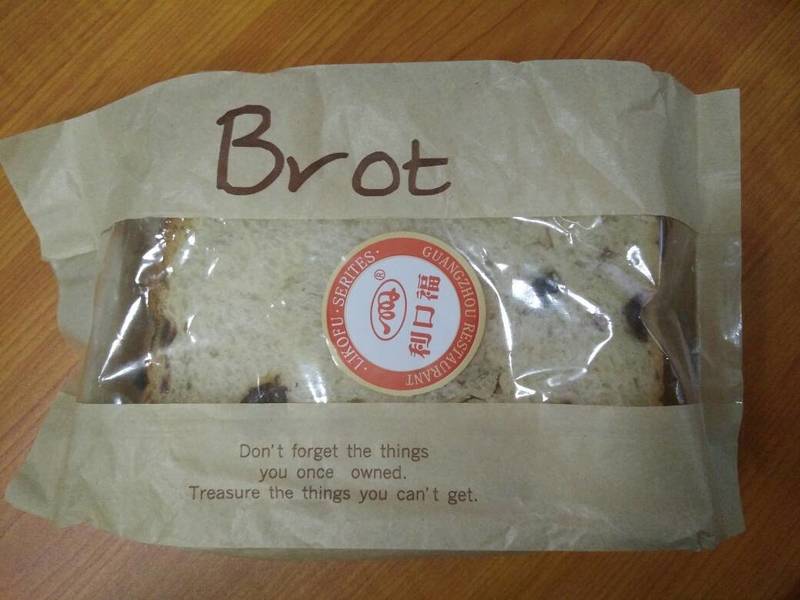 Brot
·LIKOFU·SERITES·
GUANGZHOU RESTAURANT
®
利口福
Don't forget the things
you once owned.
Treasure the things you can't get.